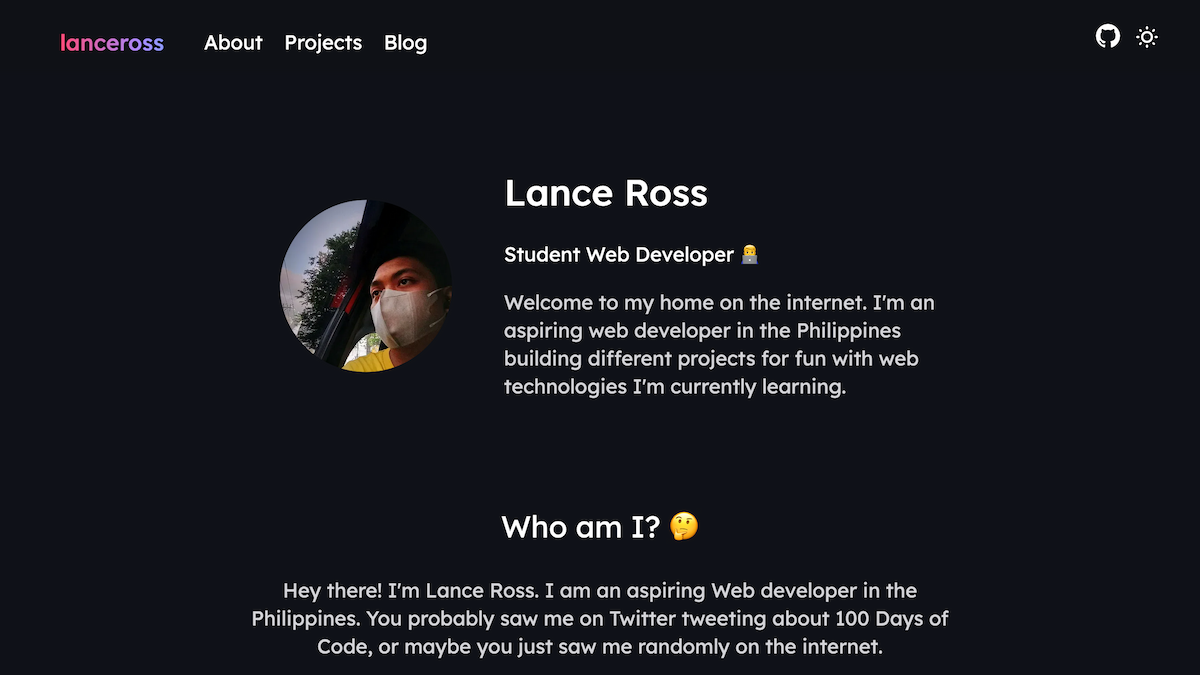 lanceross About Projects Blog
Lance Ross
Student Web Developer 👨‍💻
Welcome to my home on the internet. I'm an
aspiring web developer in the Philippines
building different projects for fun with web
technologies I'm currently learning.
Who am I? 🤔
Hey there! I'm Lance Ross. I am an aspiring Web developer in the
Philippines. You probably saw me on Twitter tweeting about 100 Days of
Code, or maybe you just saw me randomly on the internet.